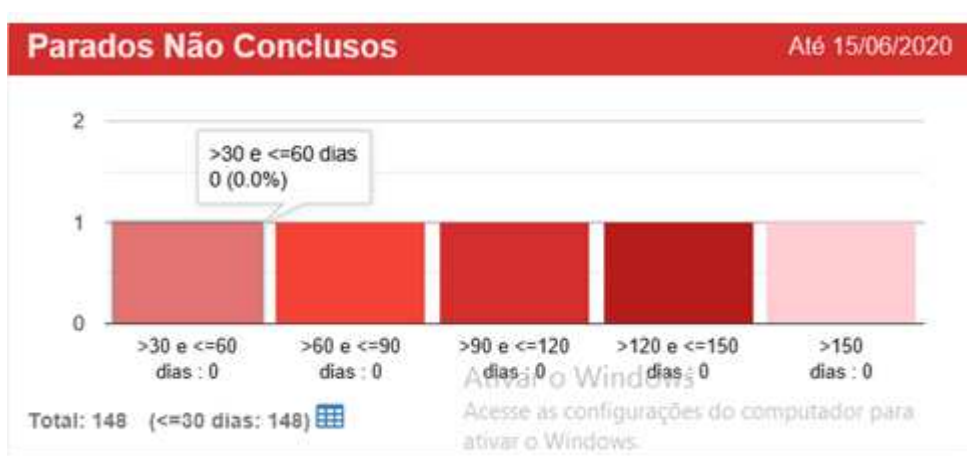 Parados Não Conclusos
Até 15/06/2020
2
>30 e <=60 dias
0 (0.0%)
1
0
>30 e <=60
dias : 0
>60 e <=90
dias : 0
>90 e <=120
dias : 0
>120 e <=150
dias : 0
>150
dias : 0
Ativar o Windows
Acesse as configurações do computador para
ativar o Windows.
Total: 148 (<=30 dias: 148)